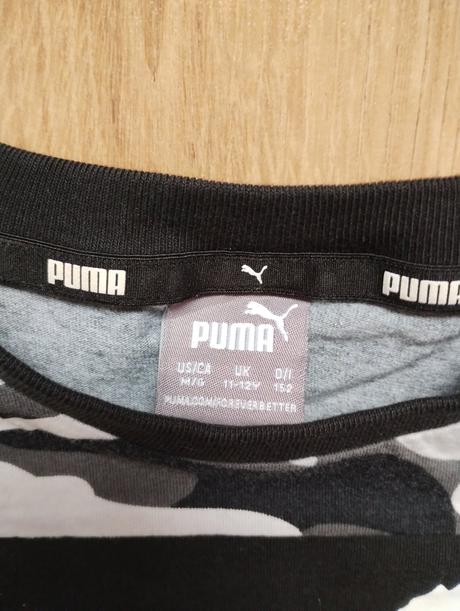 PUMA
PUMA
PUMA
US/CA UK D/I
M/G 11-12Y 152
PUMA.COM/FOREVERBETTER